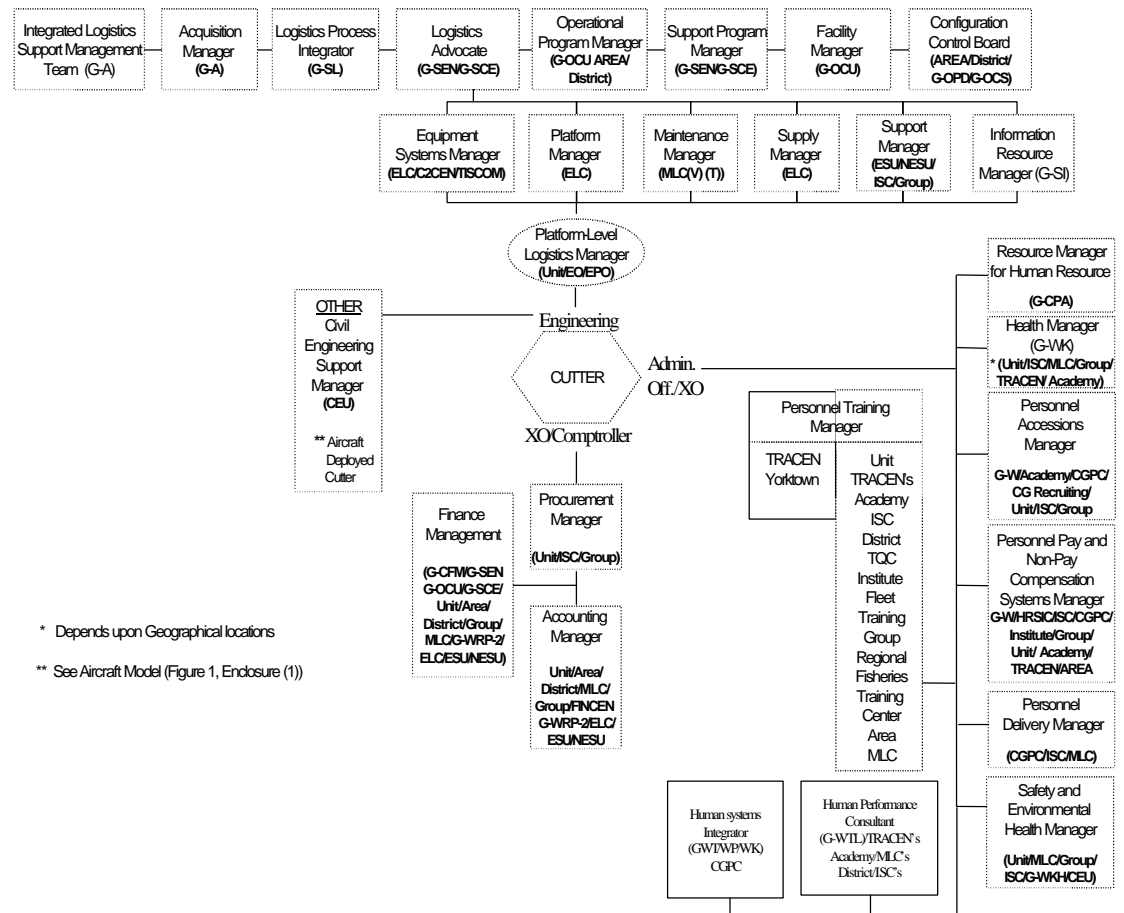 Integrated Logistics
Support Management
Team (G-A)
Acquisition
Manager
(G-A)
Logistics Process
Integrator
(G-SL)
Logistics
Advocate
(G-SEN/G-SCE)
Operational
Program Manager
(G-OCU AREA/
District)
Support Program
Manager
(G-SEN/G-SCE)
Facility
Manager
(G-OCU)
Configuration
Control Board
(AREA/District/
G-OPD/G-OCS)
Equipment
Systems Manager
(ELC/C2CEN/TISCOM)
Platform
Manager
(ELC)
Maintenance
Manager
(MLC(V) (T))
Supply
Manager
(ELC)
Support
Manager
(ESU/NESU/
ISC/Group)
Information
Resource
Manager (G-SI)
Platform-Level
Logistics Manager
(Unit/EO/EPO)
OTHER
Civil
Engineering
Support
Manager
(CEU)
** Aircraft
Deployed
Cutter
Engineering
CUTTER
Admin.
Off./XO
XO/Comptroller
Procurement
Manager
(Unit/ISC/Group)
Finance
Management
(G-CFM/G-SEN
G-OCU/G-SCE/
Unit/Area/
District/Group/
MLC/G-WRP-2/
ELC/ESU/NESU)
Accounting
Manager
Unit/Area/
District/MLC/
Group/FINCEN
G-WRP-2/ELC/
ESU/NESU
* Depends upon Geographical locations
** See Aircraft Model (Figure 1, Enclosure (1))
Personnel Training
Manager
TRACEN
Yorktown
Unit
TRACEN's
Academy
ISC
District
TQC
Institute
Fleet
Training
Group
Regional
Fisheries
Training
Center
Area
MLC
Resource Manager
for Human Resource
(G-CPA)
Health Manager
(G-WK)
* (Unit/ISC/MLC/Group/
TRACEN/ Academy)
Personnel
Accessions
Manager
G-W/Academy/CGPC/
CG Recruiting/
Unit/ISC/Group
Personnel Pay and
Non-Pay
Compensation
Systems Manager
G-W/HRSIC/ISC/CGPC/
Institute/Group/
Unit/ Academy/
TRACEN/AREA
Personnel
Delivery Manager
(CGPC/ISC/MLC)
Safety and
Environmental
Health Manager
(Unit/MLC/Group/
ISC/G-WKH/CEU)
Human systems
Integrator
(GWT/WP/WK)
CGPC
Human Performance
Consultant
(G-WTL)/TRACEN's
Academy/MLC's
District/ISC's